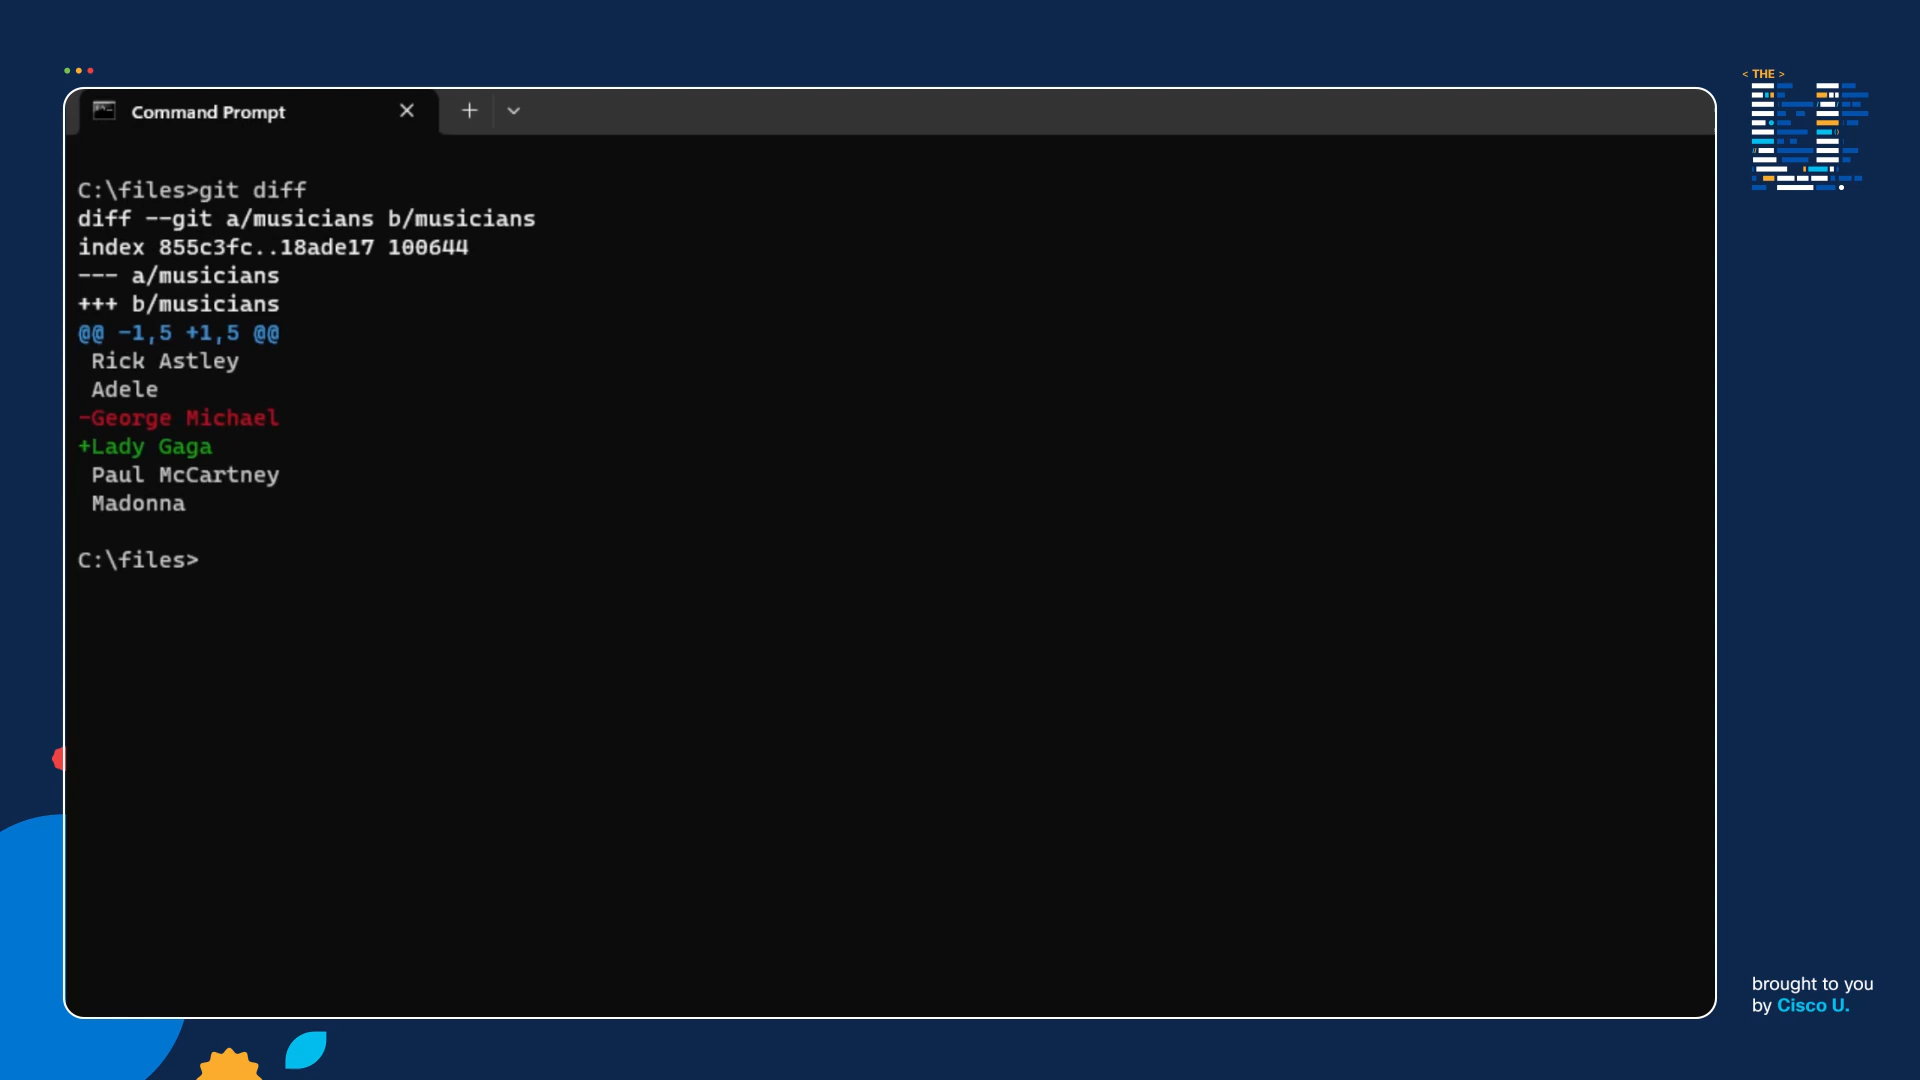 < THE >
Command Prompt
C:\files>git diff
diff --git a/musicians b/musicians
index 855c3fc..18ade17 100644
--- a/musicians
+++ b/musicians
@@ -1,5 +1,5 @@
 Rick Astley
 Adele
-George Michael
+Lady Gaga
 Paul McCartney
 Madonna
C:\files>
brought to you
by Cisco U.